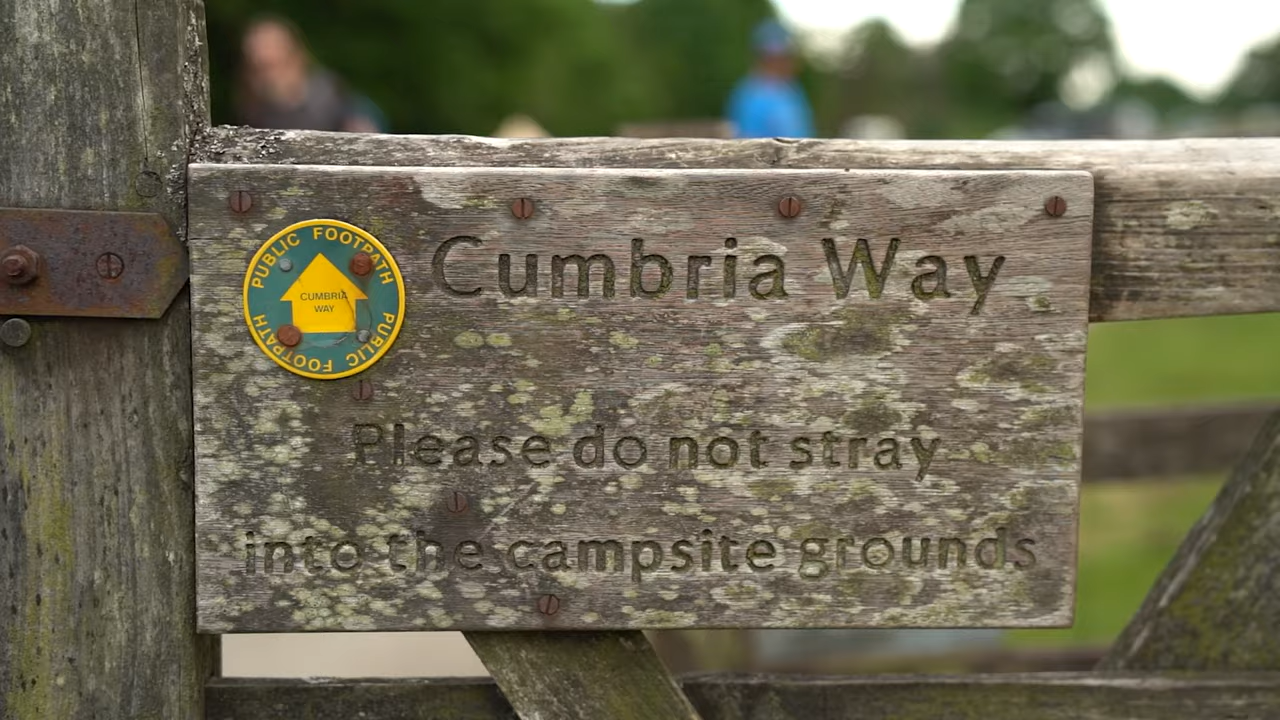 PUBLIC FOOTPATH
CUMBRIA
WAY
PUBLIC FOOTPATH
Cumbria Way
Please do not stray
into the campsite grounds